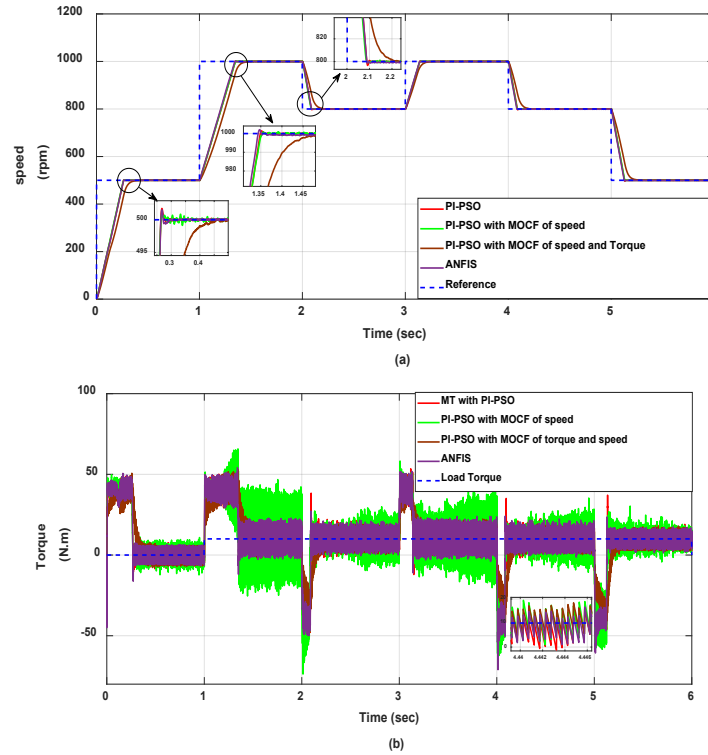 1200
1000
800
600
400
200
0
speed
(rpm)
840
820
800
2
2.1
2.2
1000
990
980
1.35
1.4
1.45
500
495
0.3
0.4
PI-PSO
PI-PSO with MOCF of speed
PI-PSO with MOCF of speed and Torque
ANFIS
Reference
0
1
2
3
4
5
Time (sec)
(a)
100
50
0
-50
Torque
(N.m)
MT with PI-PSO
PI-PSO with MOCF of speed
PI-PSO with MOCF of torque and speed
ANFIS
Load Torque
0
4.44
4.442
4.444
4.446
0
1
2
3
4
5
6
Time (sec)
(b)